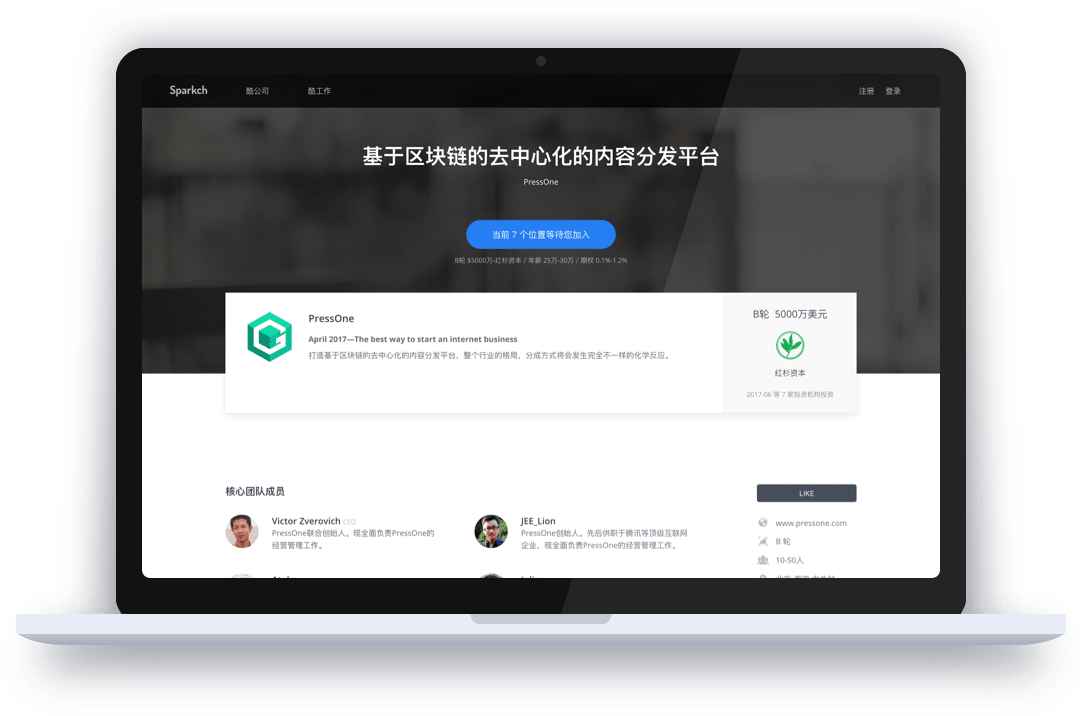 Sparkch 酷公司 酷工作 注册 登录
基于区块链的去中心化的内容分发平台
PressOne
当前 7 个位置等待您加入
B轮 $5000万-红杉资本 / 年薪 25万-30万 / 期权 0.1%-1.2%
PressOne
April 2017—The best way to start an internet business
打造基于区块链的去中心化的内容分发平台，整个行业的格局，分成方式将会发生完全不一样的化学反应。
B轮 5000万美元
红杉资本
2017-06 等 7 家投资机构投资
核心团队成员
Victor Zverovich CEO
PressOne联合创始人。现全面负责PressOne的
经营管理工作。
JEE_Lion
PressOne创始人。先后供职于腾讯等顶级互联网
企业，现全面负责PressOne的经营管理工作。
LIKE
www.pressone.com
B 轮
10-50人